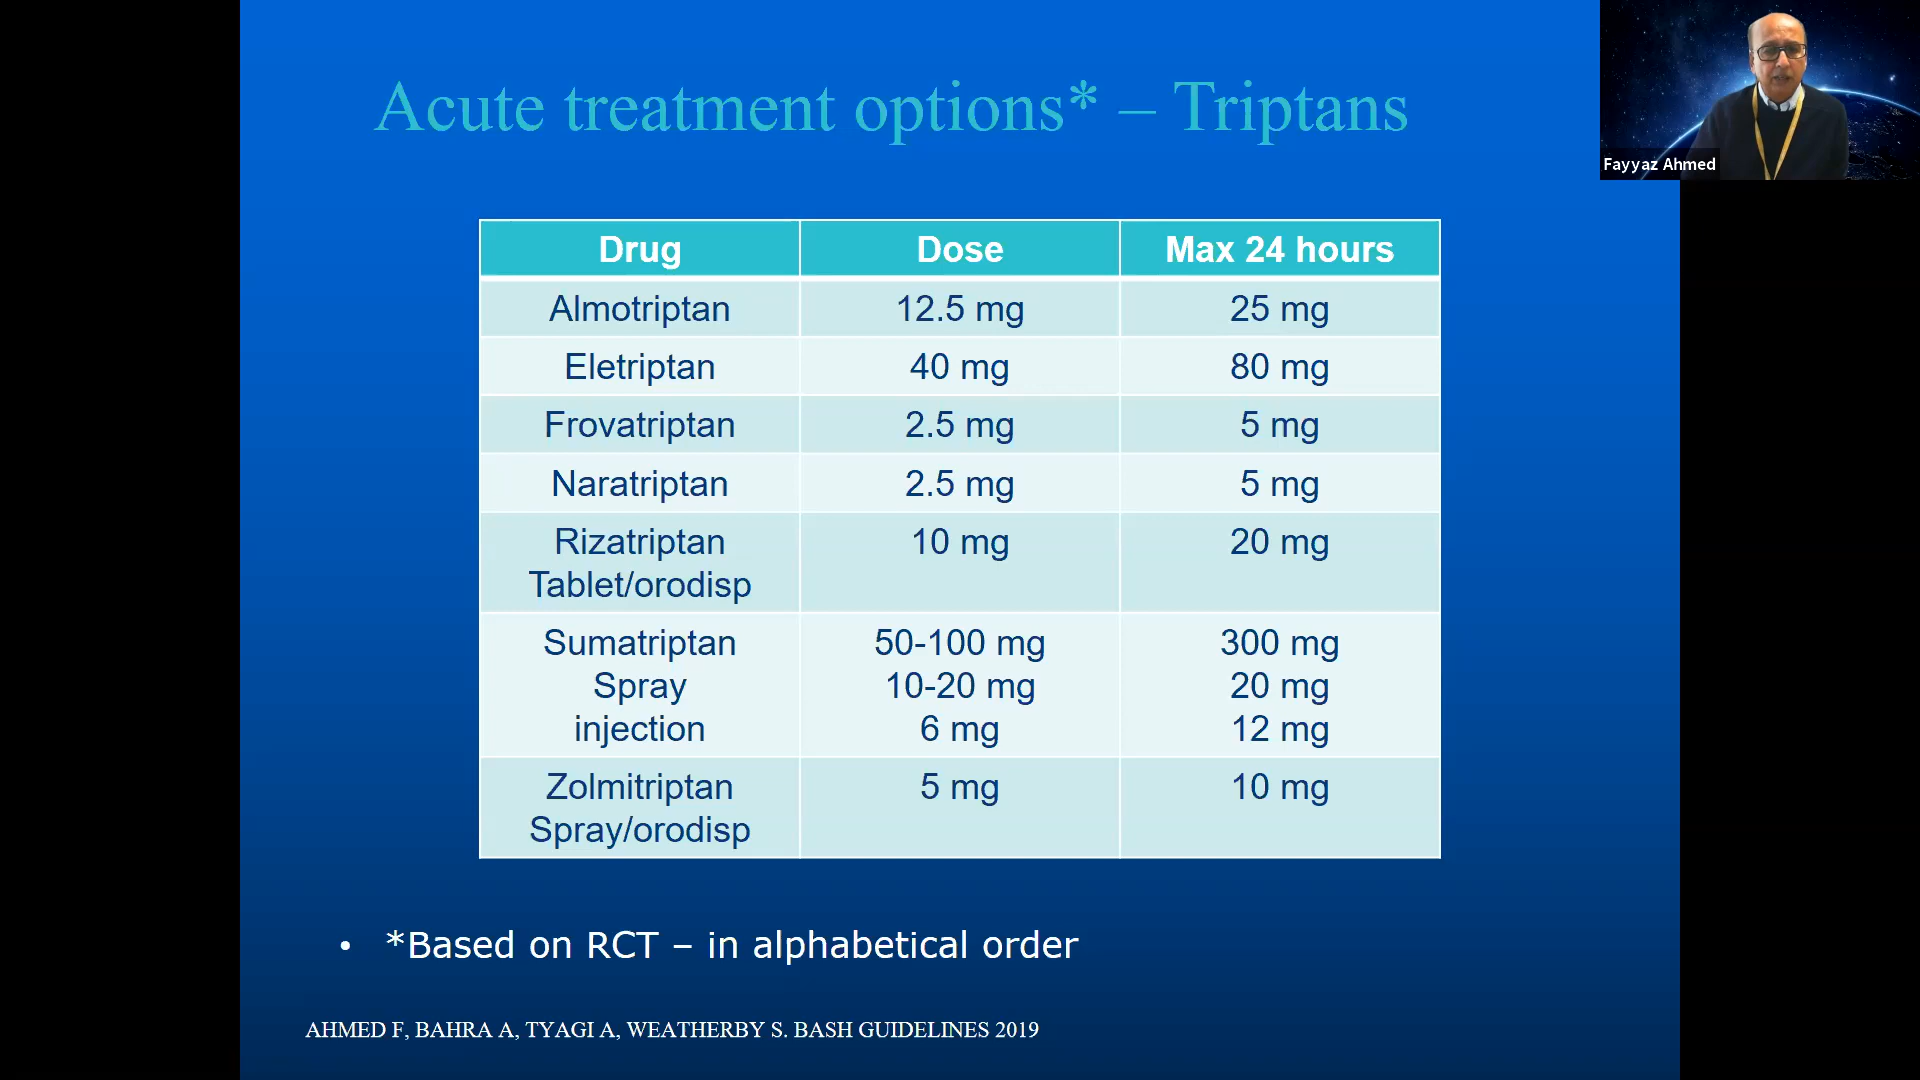 Acute treatment options* – Triptans
Fayyaz Ahmed
Drug Dose Max 24 hours
Almotriptan 12.5 mg 25 mg
Eletriptan 40 mg 80 mg
Frovatriptan 2.5 mg 5 mg
Naratriptan 2.5 mg 5 mg
Rizatriptan 10 mg 20 mg
Tablet/orodisp
Sumatriptan 50-100 mg 300 mg
Spray 10-20 mg 20 mg
injection 6 mg 12 mg
Zolmitriptan 5 mg 10 mg
Spray/orodisp
• *Based on RCT – in alphabetical order
AHMED F, BAHRA A, TYAGI A, WEATHERBY S. BASH GUIDELINES 2019